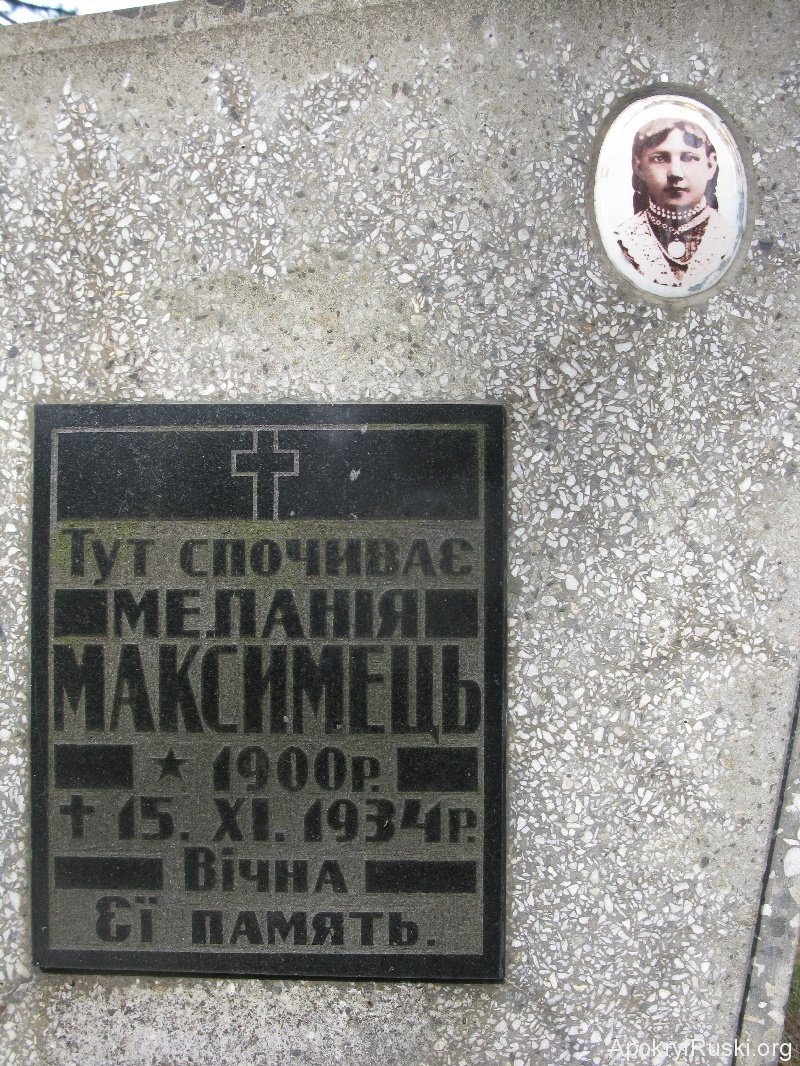 Тут спочиває
МЕЛАНІЯ
МАКСИМЕЦЬ
★ 1900р.
✝ 15. XI. 1934р.
Вічна
Єї память.
ApokryfRuski.org